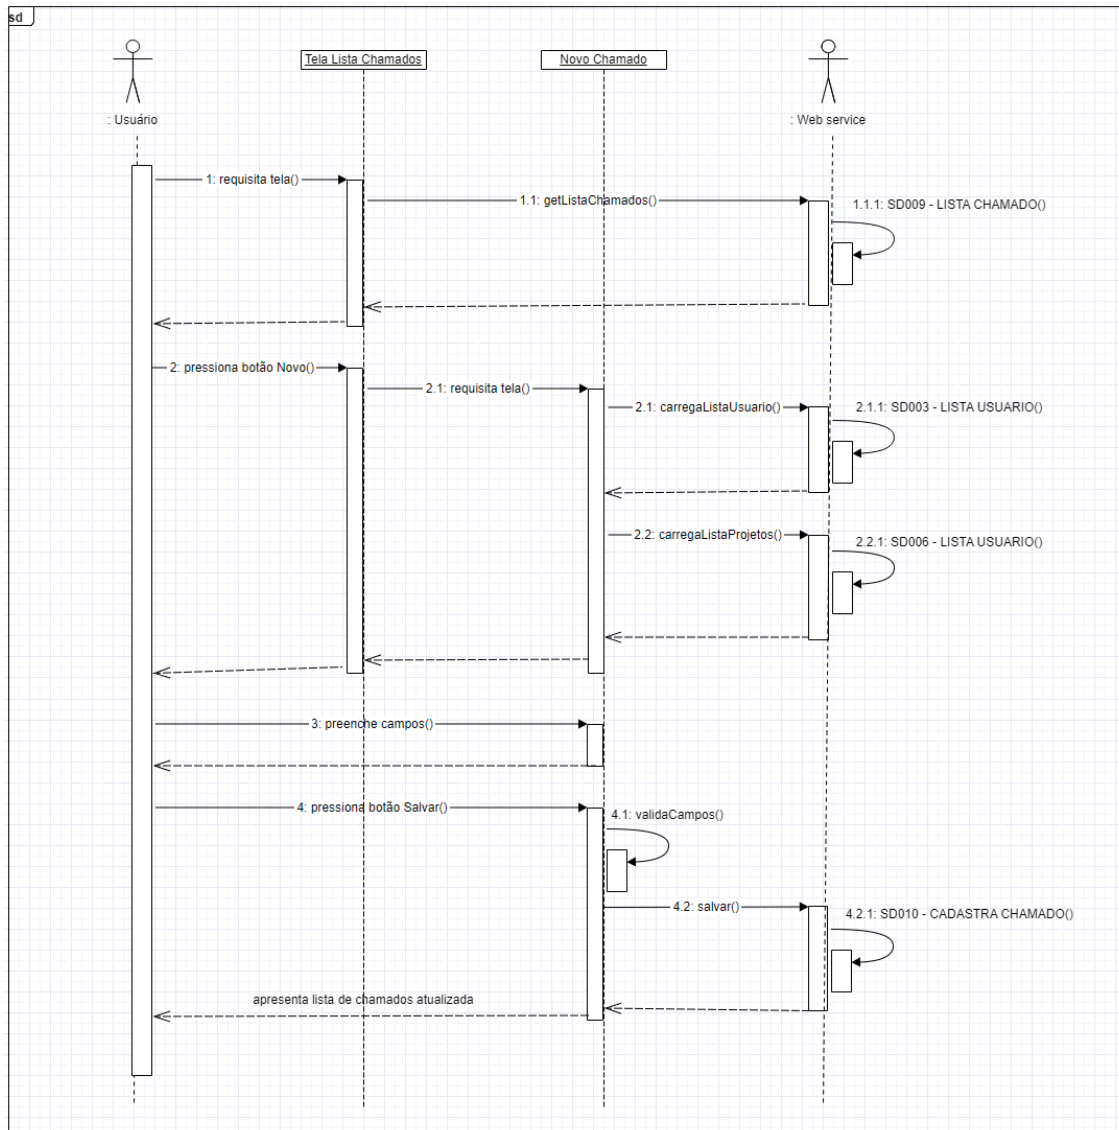 sd
Tela Lista Chamados
Novo Chamado
: Usuário
: Web service
1: requisita tela()
1.1: getListaChamados()
1.1.1: SD009 - LISTA CHAMADO()
2: pressiona botão Novo()
2.1: requisita tela()
2.1: carregaListaUsuario()
2.1.1: SD003 - LISTA USUARIO()
2.2: carregaListaProjetos()
2.2.1: SD006 - LISTA USUARIO()
3: preenche campos()
4: pressiona botão Salvar()
4.1: validaCampos()
4.2: salvar()
4.2.1: SD010 - CADASTRA CHAMADO()
apresenta lista de chamados atualizada